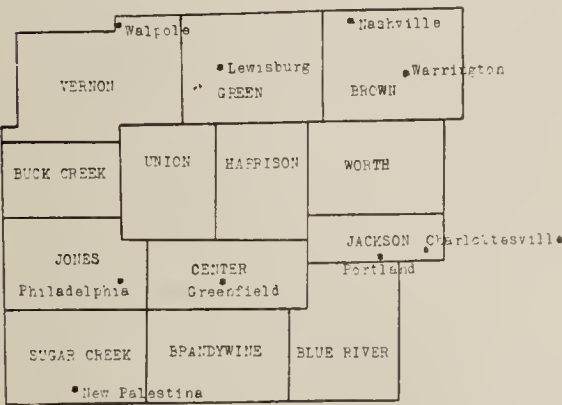 Walpole
Nashville
Lewisburg
Warrington
VERNON
GREEN
BROWN
BUCK CREEK
UNION
HARRISON
WORTH
JONES
CENTER
JACKSON
Charlottesville
Philadelphia
Greenfield
Portland
SUGAR CREEK
BRANDYWINE
BLUE RIVER
New Palestina